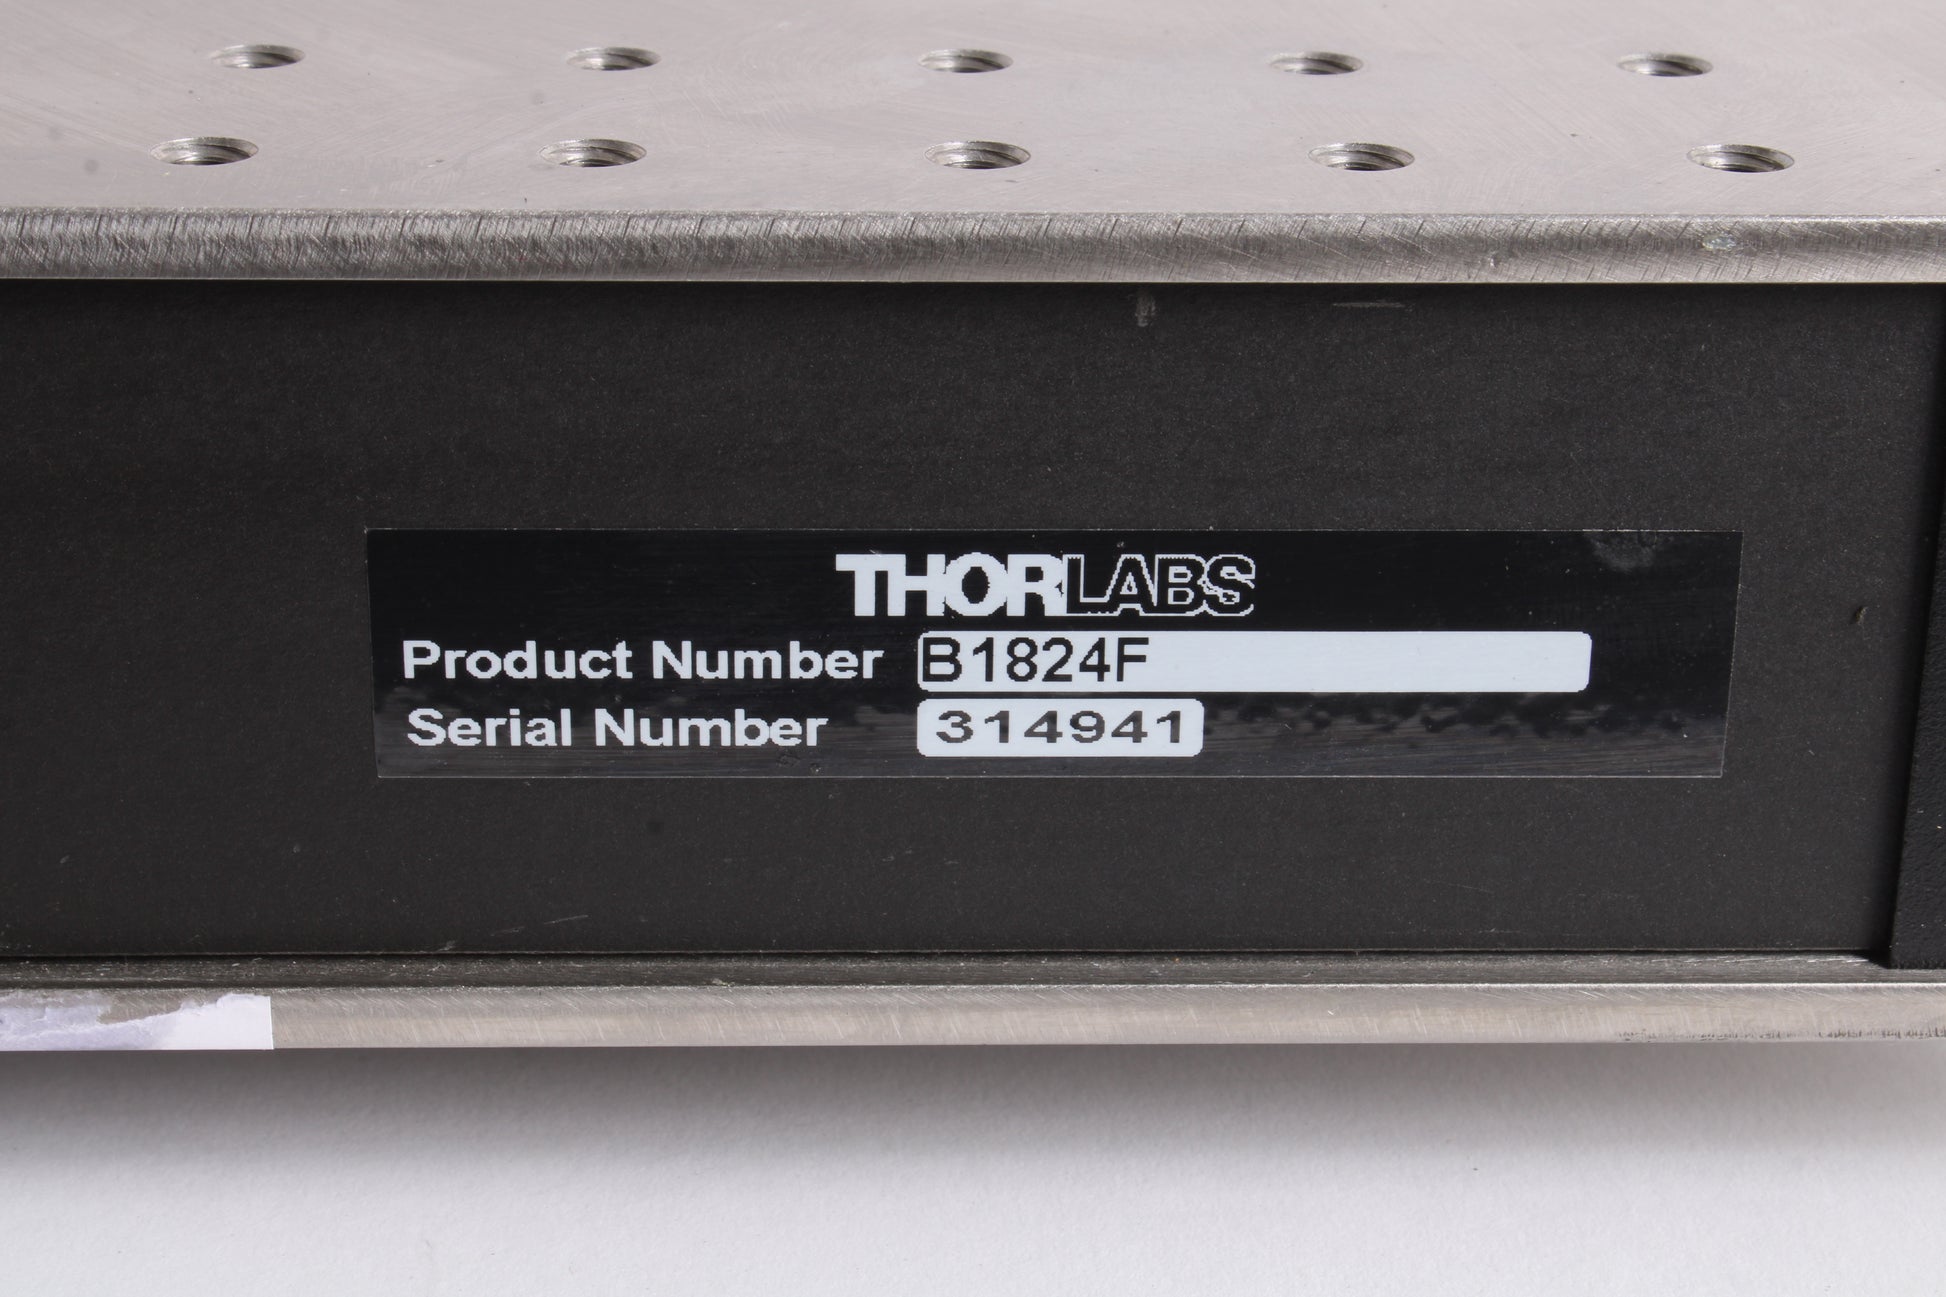 THORLABS
Product Number B1824F
Serial Number 314941